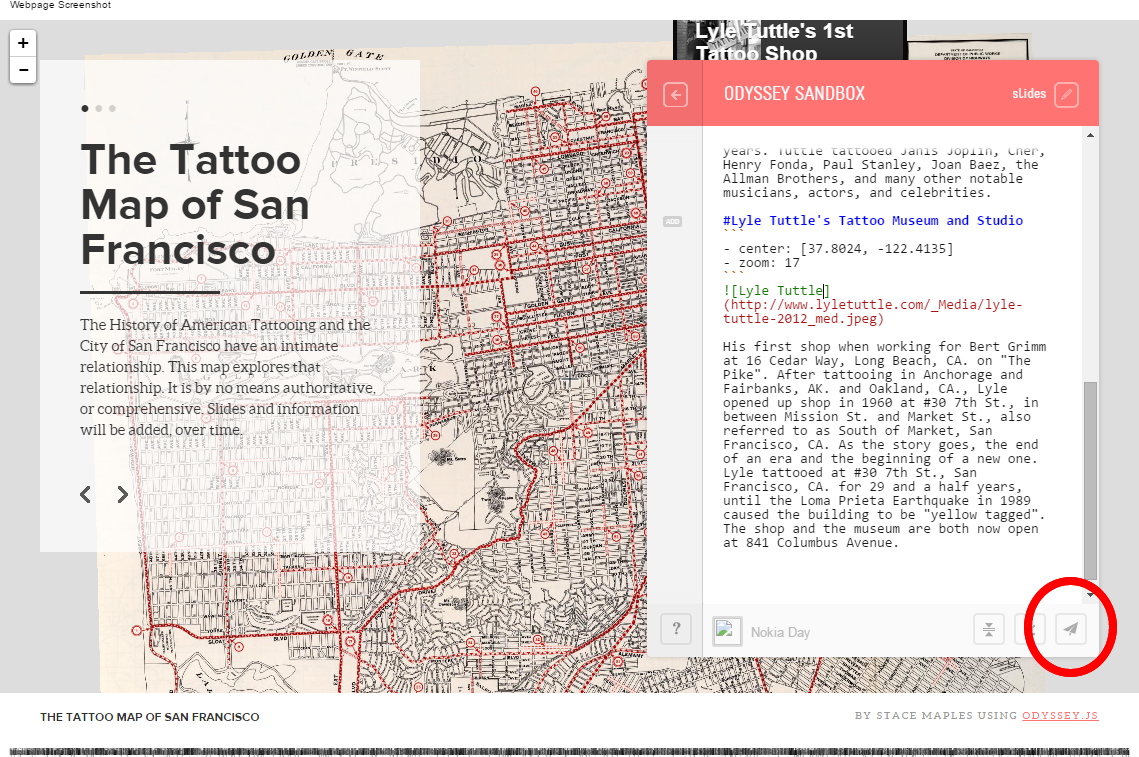 Webpage Screenshot
+
−
GOLDEN GATE
Lyle Tuttle's 1st
Tattoo Shop
ODYSSEY SANDBOX
slides
The Tattoo
Map of San
Francisco
The History of American Tattooing and the
City of San Francisco have an intimate
relationship. This map explores that
relationship. It is by no means authoritative,
or comprehensive. Slides and information
will be added, over time.
ADD
years. Tuttle tattooed Janis Joplin, Cher,
Henry Fonda, Paul Stanley, Joan Baez, the
Allman Brothers, and many other notable
musicians, actors, and celebrities.
#Lyle Tuttle's Tattoo Museum and Studio
```
- center: [37.8024, -122.4135]
- zoom: 17
```
![Lyle Tuttle]
(http://www.lyletuttle.com/_Media/lyle-
tuttle-2012_med.jpeg)
His first shop when working for Bert Grimm
at 16 Cedar Way, Long Beach, CA. on "The
Pike". After tattooing in Anchorage and
Fairbanks, AK. and Oakland, CA., Lyle
opened up shop in 1960 at #30 7th St., in
between Mission St. and Market St., also
referred to as South of Market, San
Francisco, CA. As the story goes, the end
of an era and the beginning of a new one.
Lyle tattooed at #30 7th St., San
Francisco, CA. for 29 and a half years,
until the Loma Prieta Earthquake in 1989
caused the building to be "yellow tagged".
The shop and the museum are both now open
at 841 Columbus Avenue.
?
Nokia Day
THE TATTOO MAP OF SAN FRANCISCO
BY STACE MAPLES USING ODYSSEY.JS